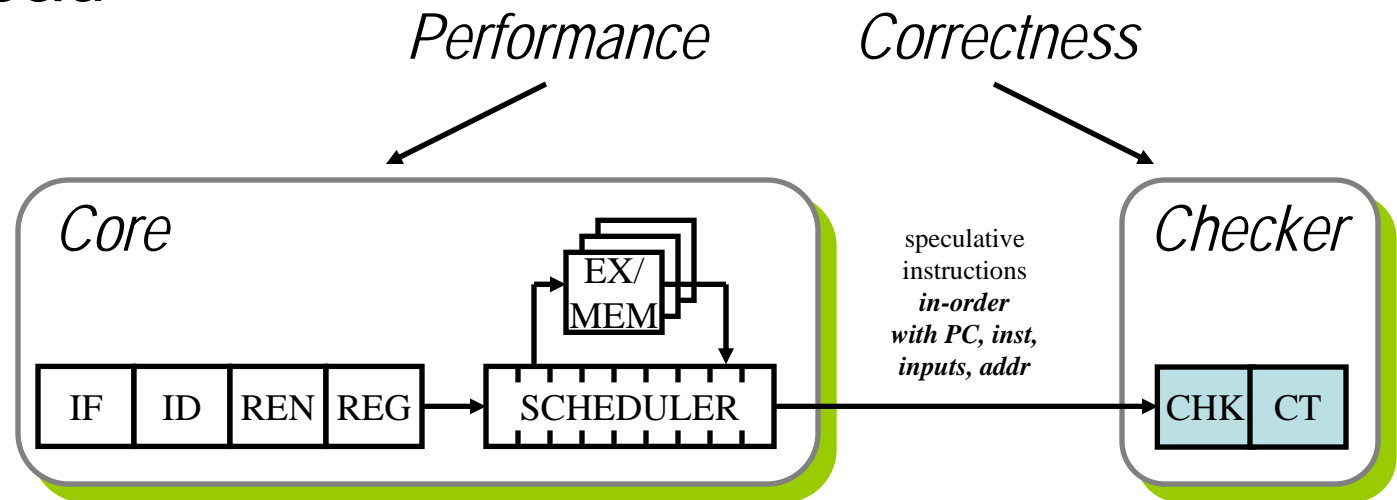 Performance
Correctness
Core
Checker
EX/
MEM
speculative
instructions
in-order
with PC, inst,
inputs, addr
IF
ID
REN
REG
SCHEDULER
CHK
CT